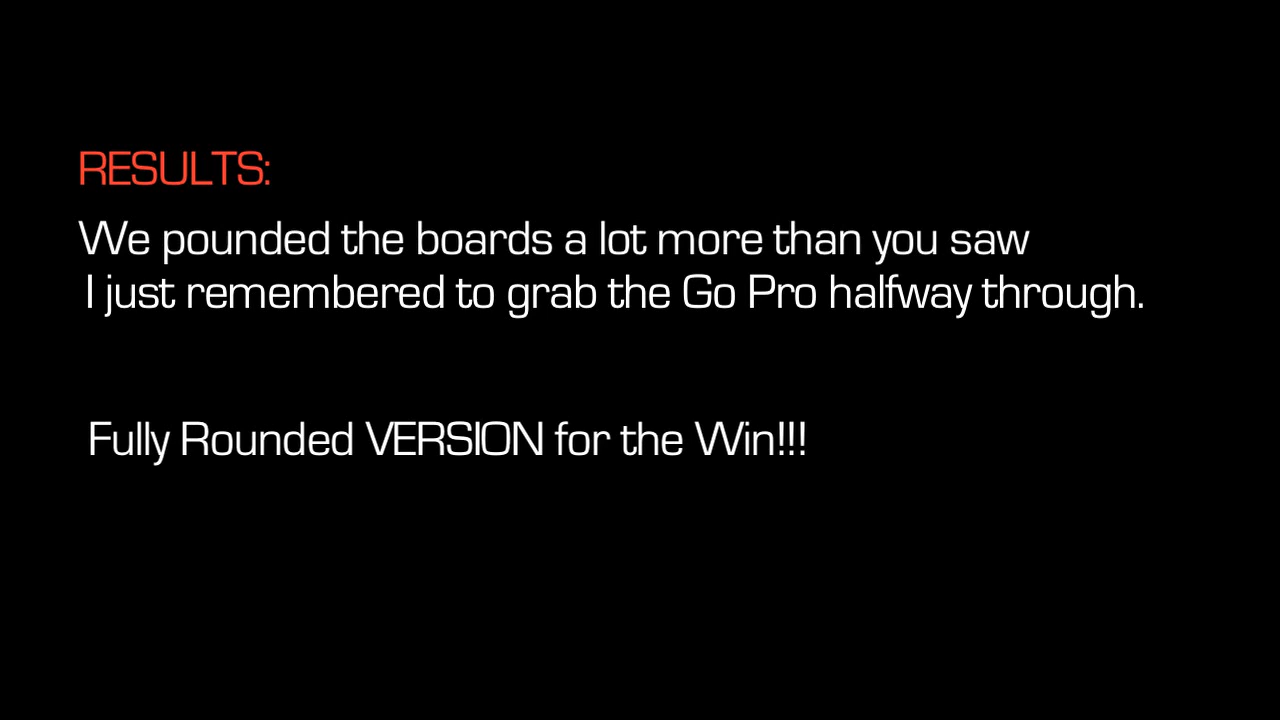 RESULTS:
We pounded the boards a lot more than you saw
I just remembered to grab the Go Pro halfway through.
Fully Rounded VERSION for the Win!!!